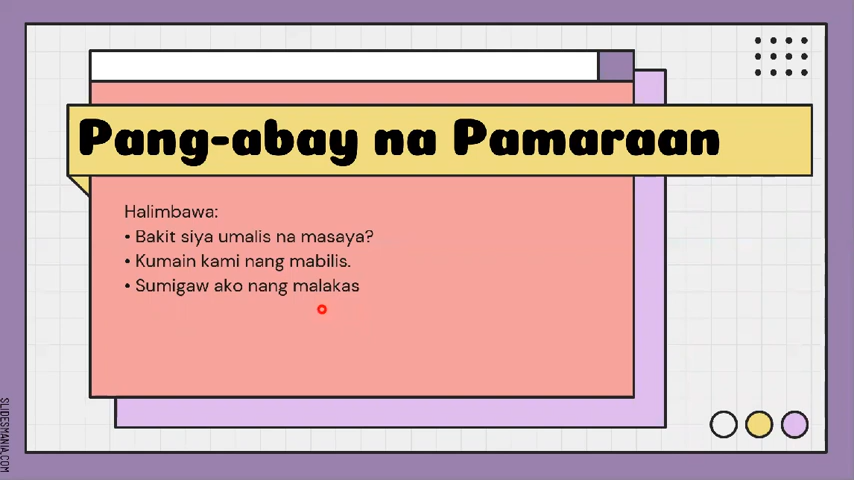 Pang-abay na Pamaraan
Halimbawa:
• Bakit siya umalis na masaya?
• Kumain kami nang mabilis.
• Sumigaw ako nang malakas
SLIDESMANIA.COM